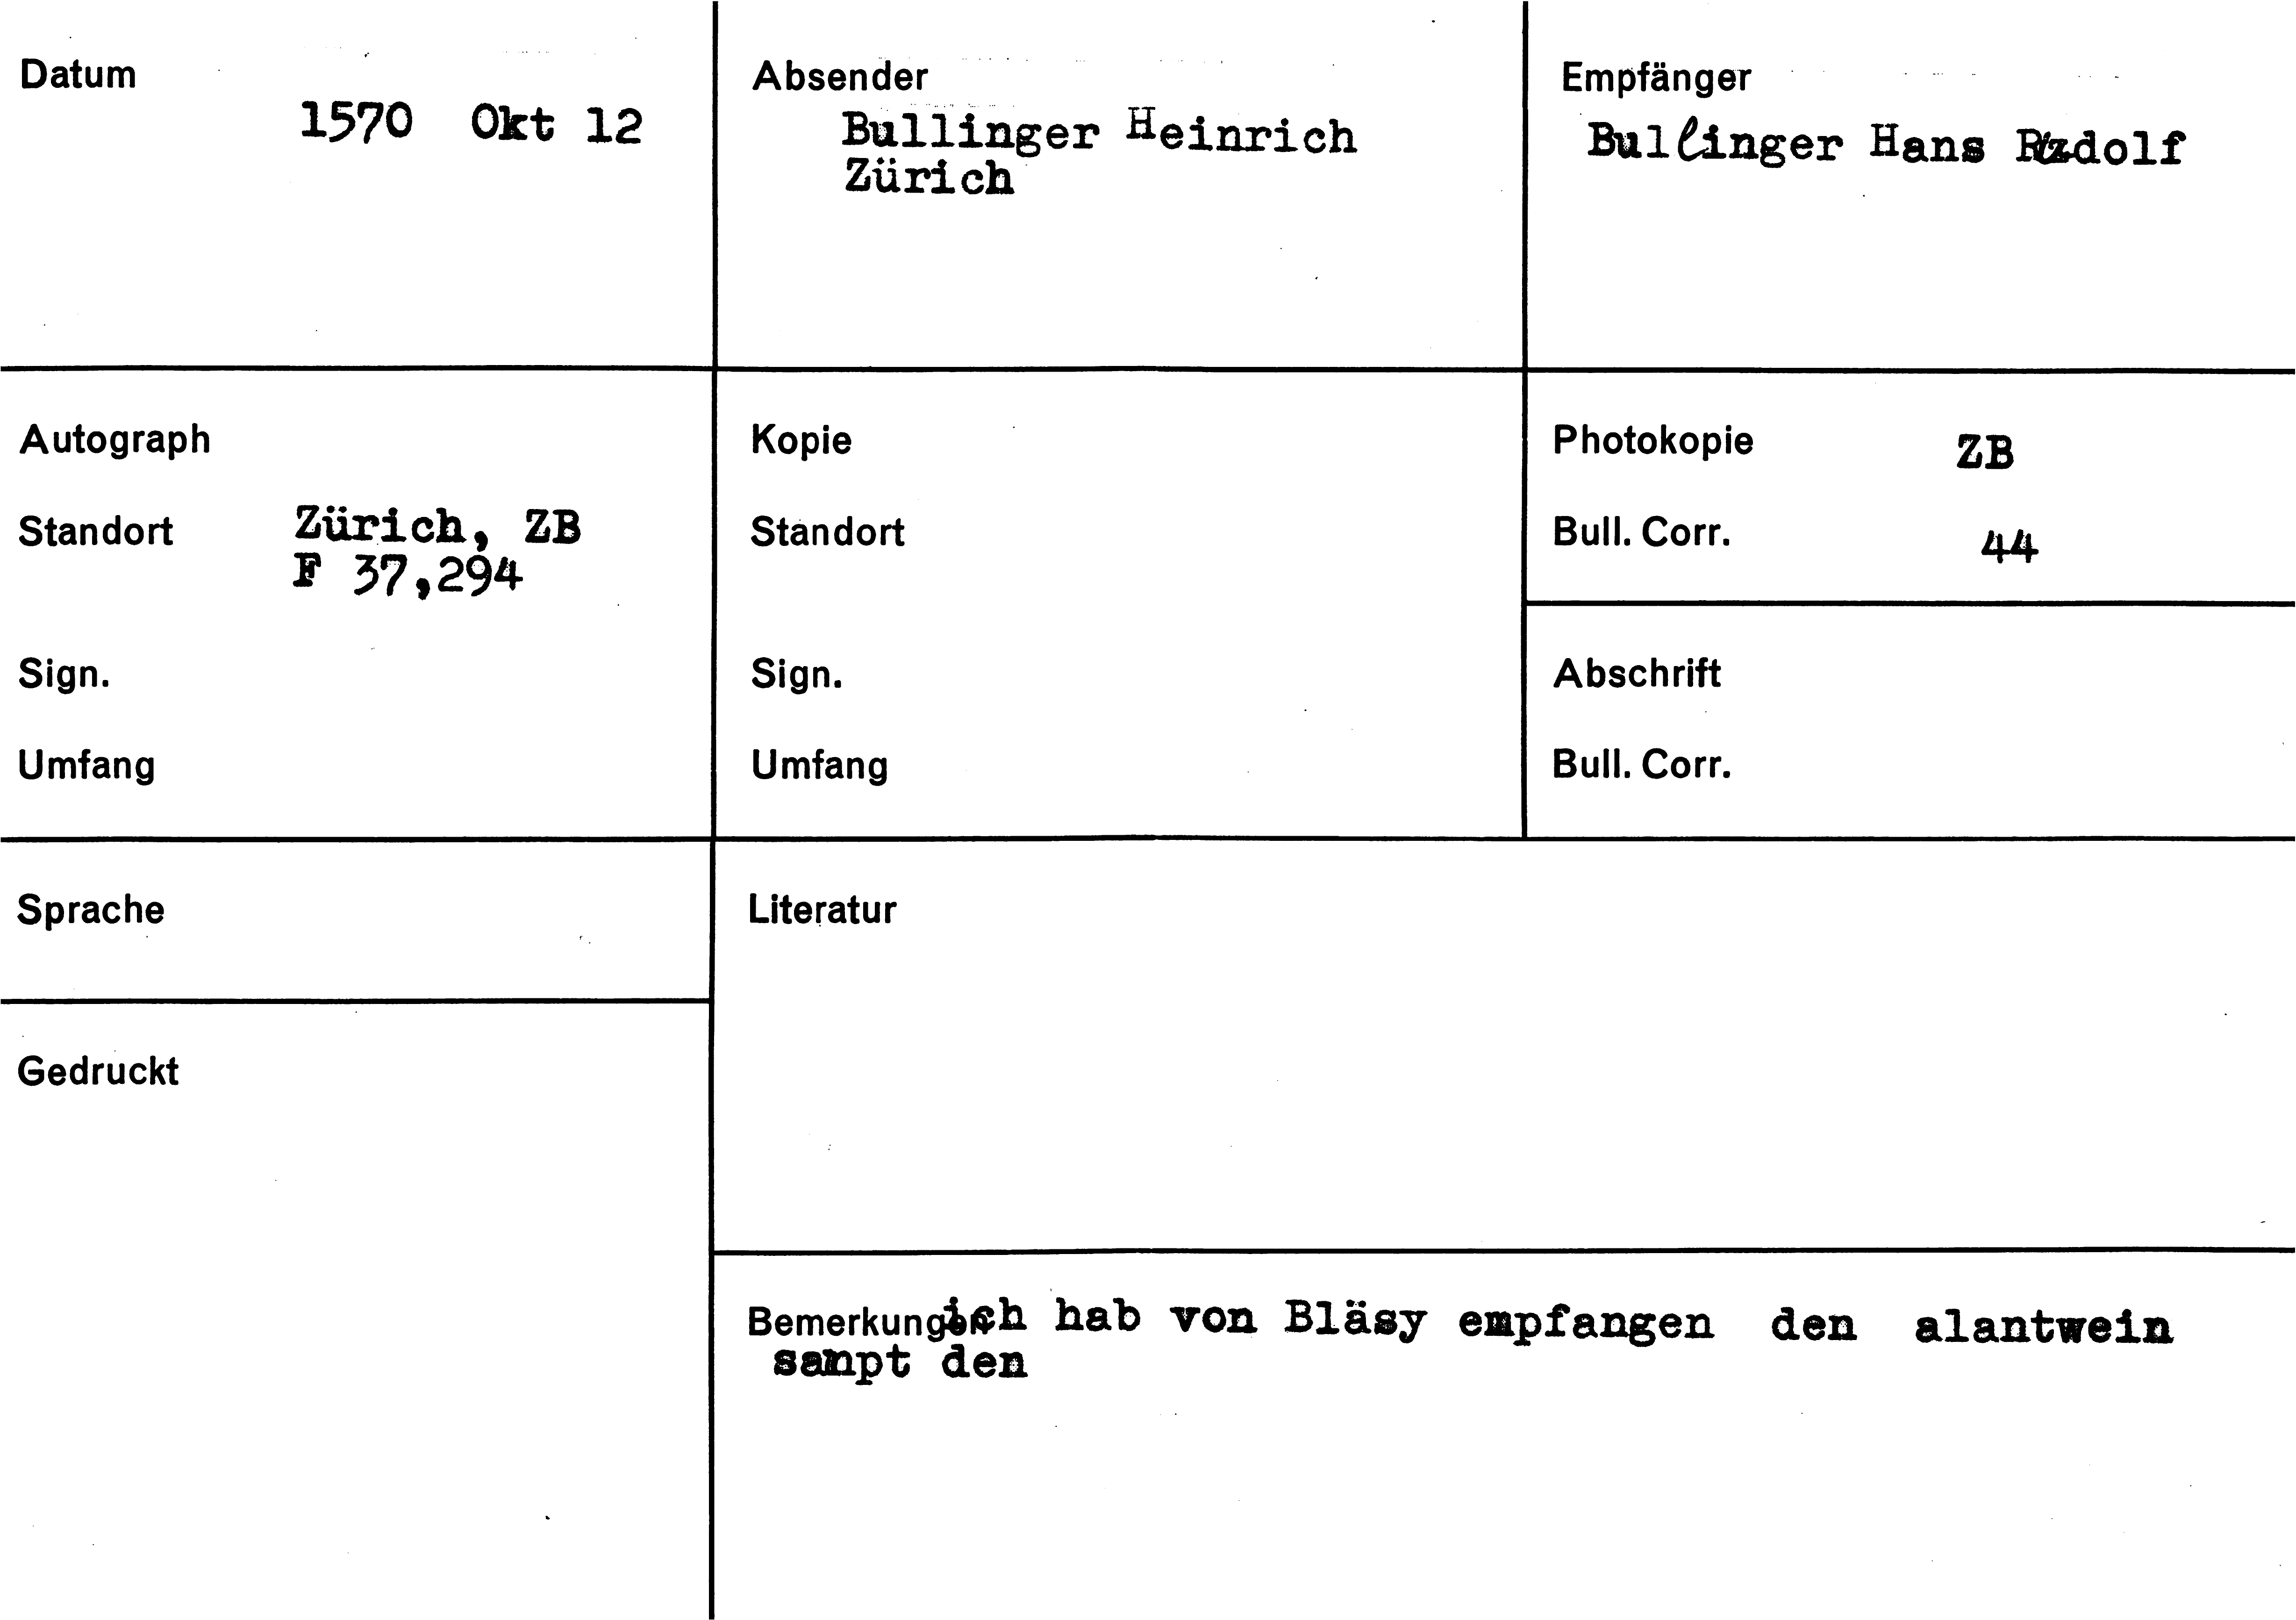 Datum
1570 Okt 12
Absender
Bullinger Heinrich
Zürich
Empfänger
Bullinger Hans Rudolf
Autograph
Standort Zürich, ZB
F 37,294
Sign.
Umfang
Kopie
Standort
Sign.
Umfang
Photokopie ZB
Bull. Corr. 44
Abschrift
Bull. Corr.
Sprache
Gedruckt
Literatur
Bemerkungen ich hab von Bläsy empfangen den alantwein
sampt den